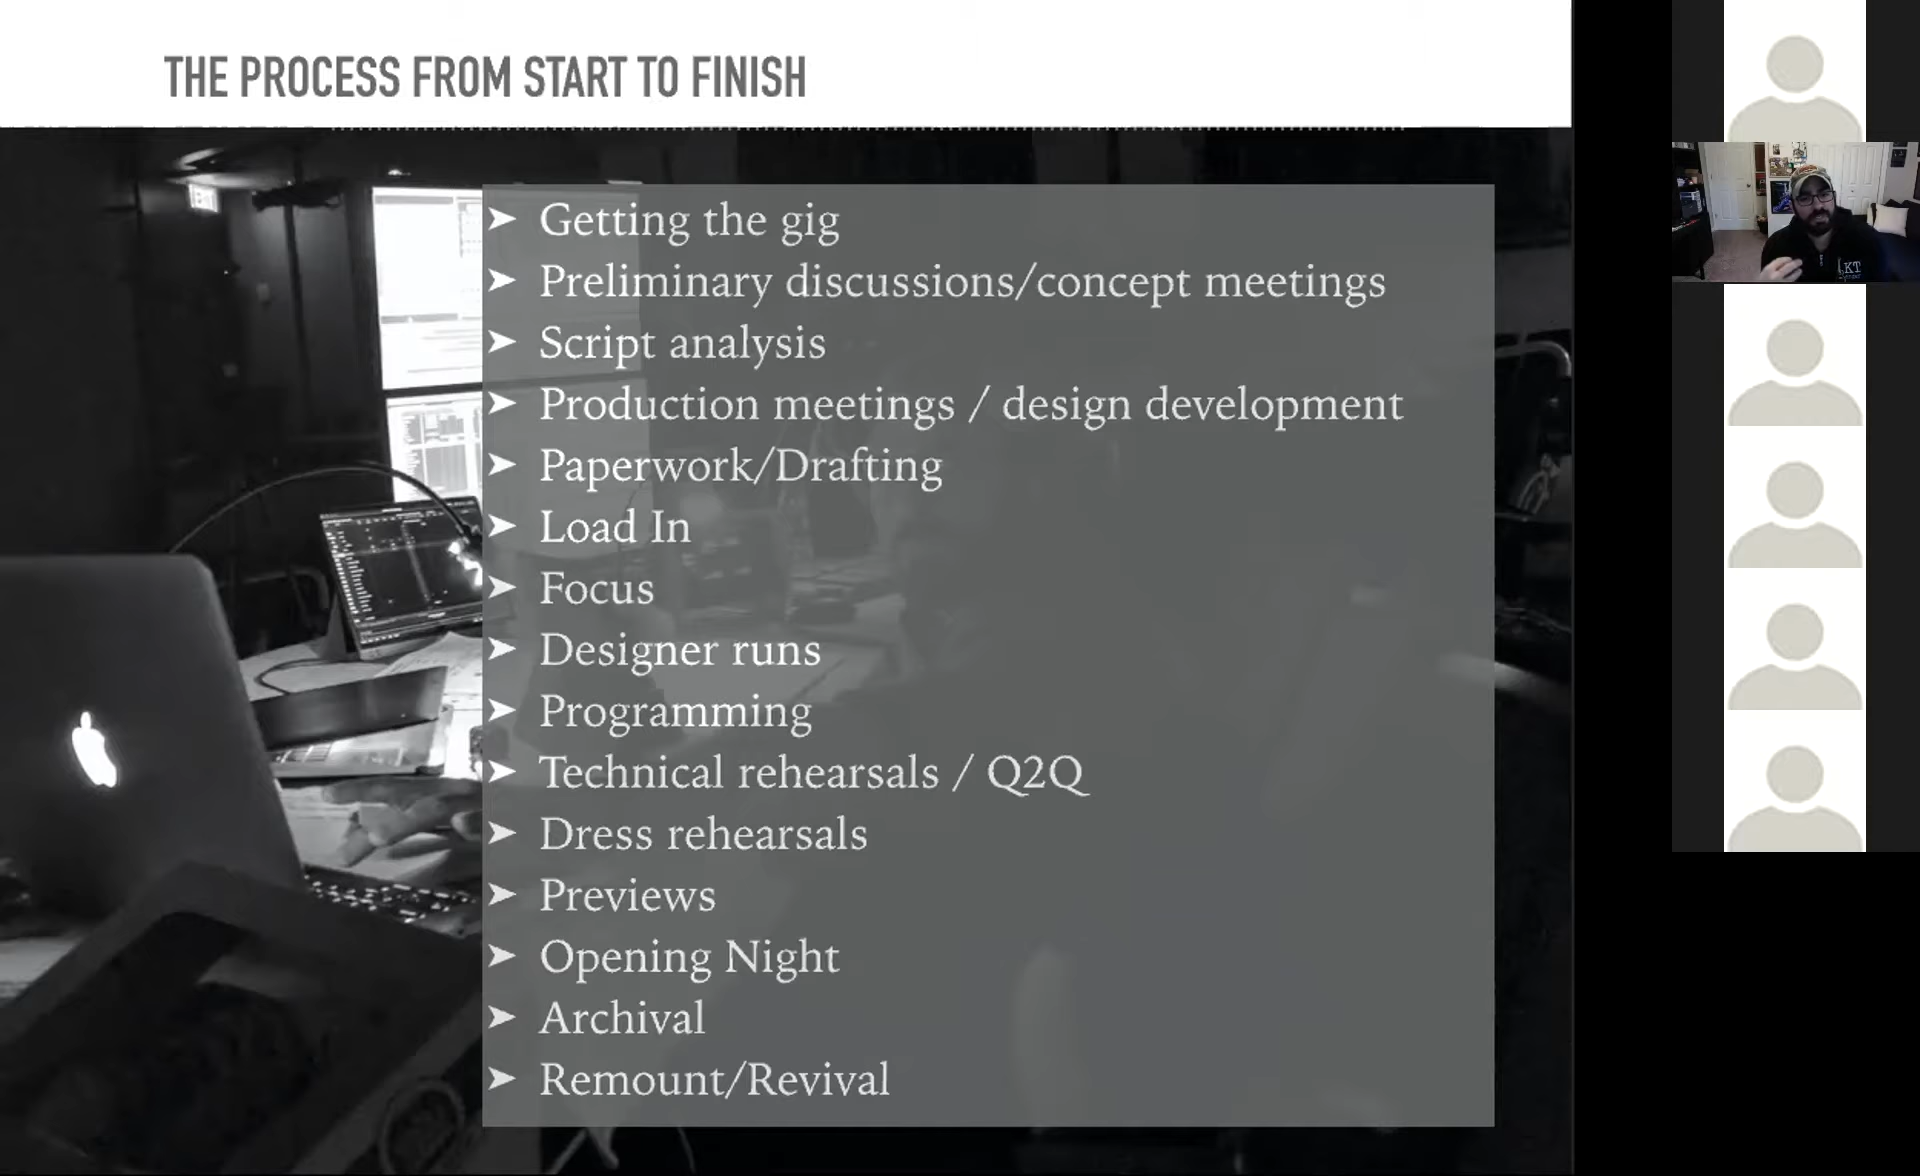 THE PROCESS FROM START TO FINISH
EXIT
➤ Getting the gig
➤ Preliminary discussions/concept meetings
➤ Script analysis
➤ Production meetings / design development
➤ Paperwork/Drafting
➤ Load In
➤ Focus
➤ Designer runs
➤ Programming
➤ Technical rehearsals / Q2Q
➤ Dress rehearsals
➤ Previews
➤ Opening Night
➤ Archival
➤ Remount/Revival